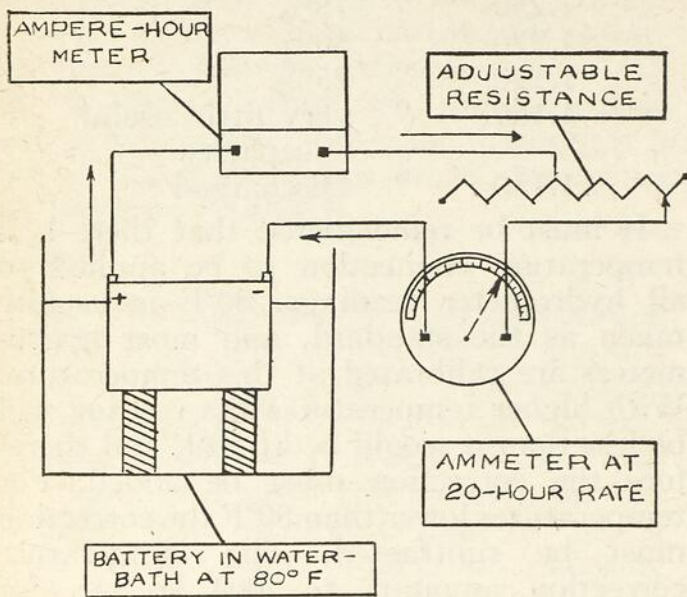 AMPERE-HOUR
METER
ADJUSTABLE
RESISTANCE
+
-
AMMETER AT
20-HOUR RATE
BATTERY IN WATER
BATH AT 80° F